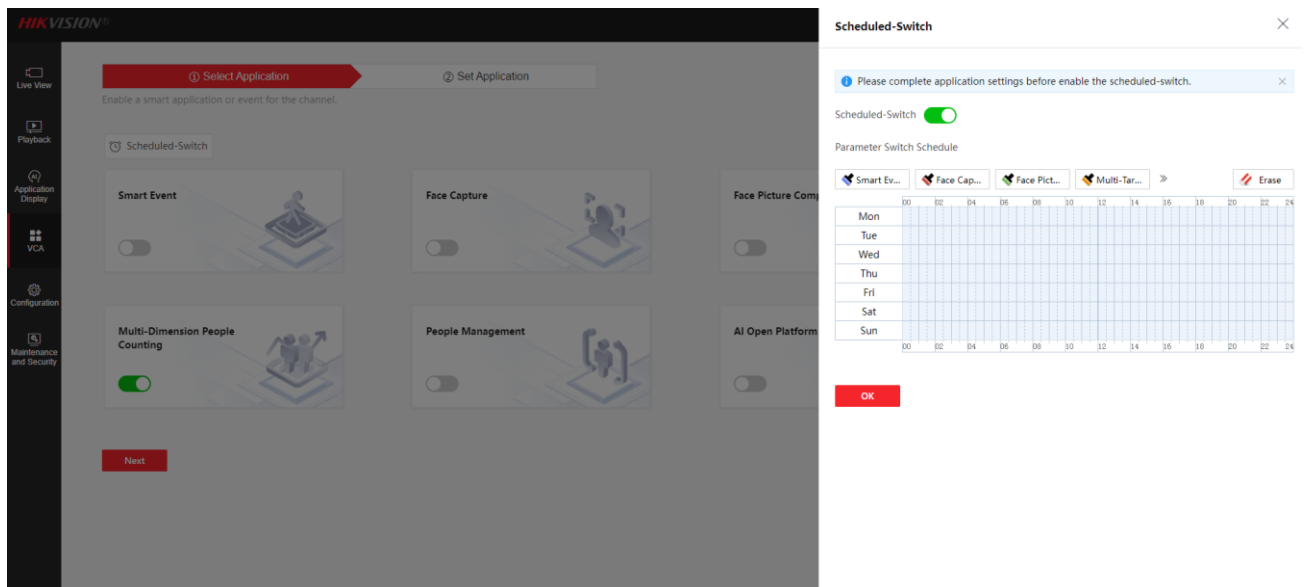 HIKVISION®
Live View
Playback
Application
Display
VCA
Configuration
Maintenance
and Security
① Select Application
② Set Application
Enable a smart application or event for the channel.
Scheduled-Switch
Smart Event
Face Capture
Face Picture Comp
Multi-Dimension People
Counting
People Management
AI Open Platform
Next
Scheduled-Switch
Please complete application settings before enable the scheduled-switch.
Scheduled-Switch
Parameter Switch Schedule
Smart Ev... Face Cap... Face Pict... Multi-Tar... » Erase
00 02 04 06 08 10 12 14 16 18 20 22 24
Mon
Tue
Wed
Thu
Fri
Sat
Sun
00 02 04 06 08 10 12 14 16 18 20 22 24
OK